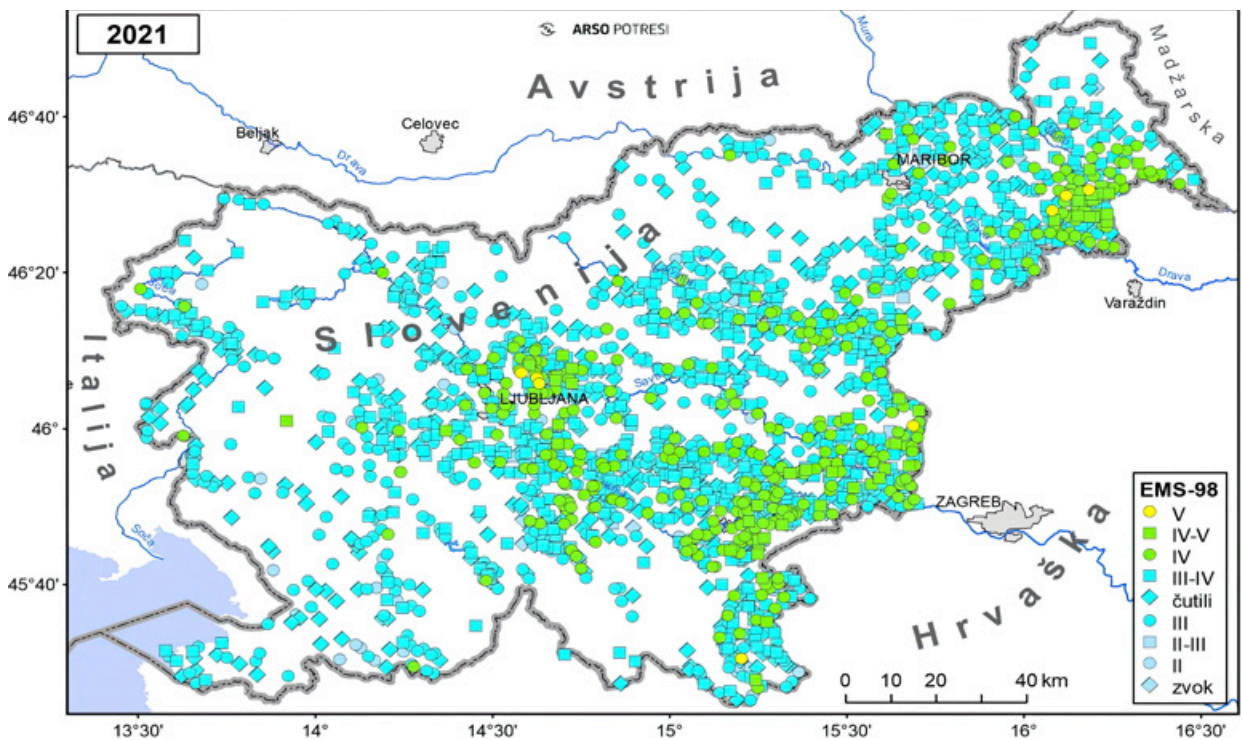 2021
ARSO POTRESI
Avstrija
Madžarska
Mura
46°40'
Beljak
Celovec
Drava
MARIBOR
46°20'
Soča
Slovenija
Drava
Varaždin
Italija
Sava
LJUBLJANA
46°
ZAGREB
Soča
45°40'
Hrvaška
0 10 20 40 km
EMS-98
V
IV-V
IV
III-IV
čutili
III
II-III
II
zvok
13°30'
14°
14°30'
15°
15°30'
16°
16°30'